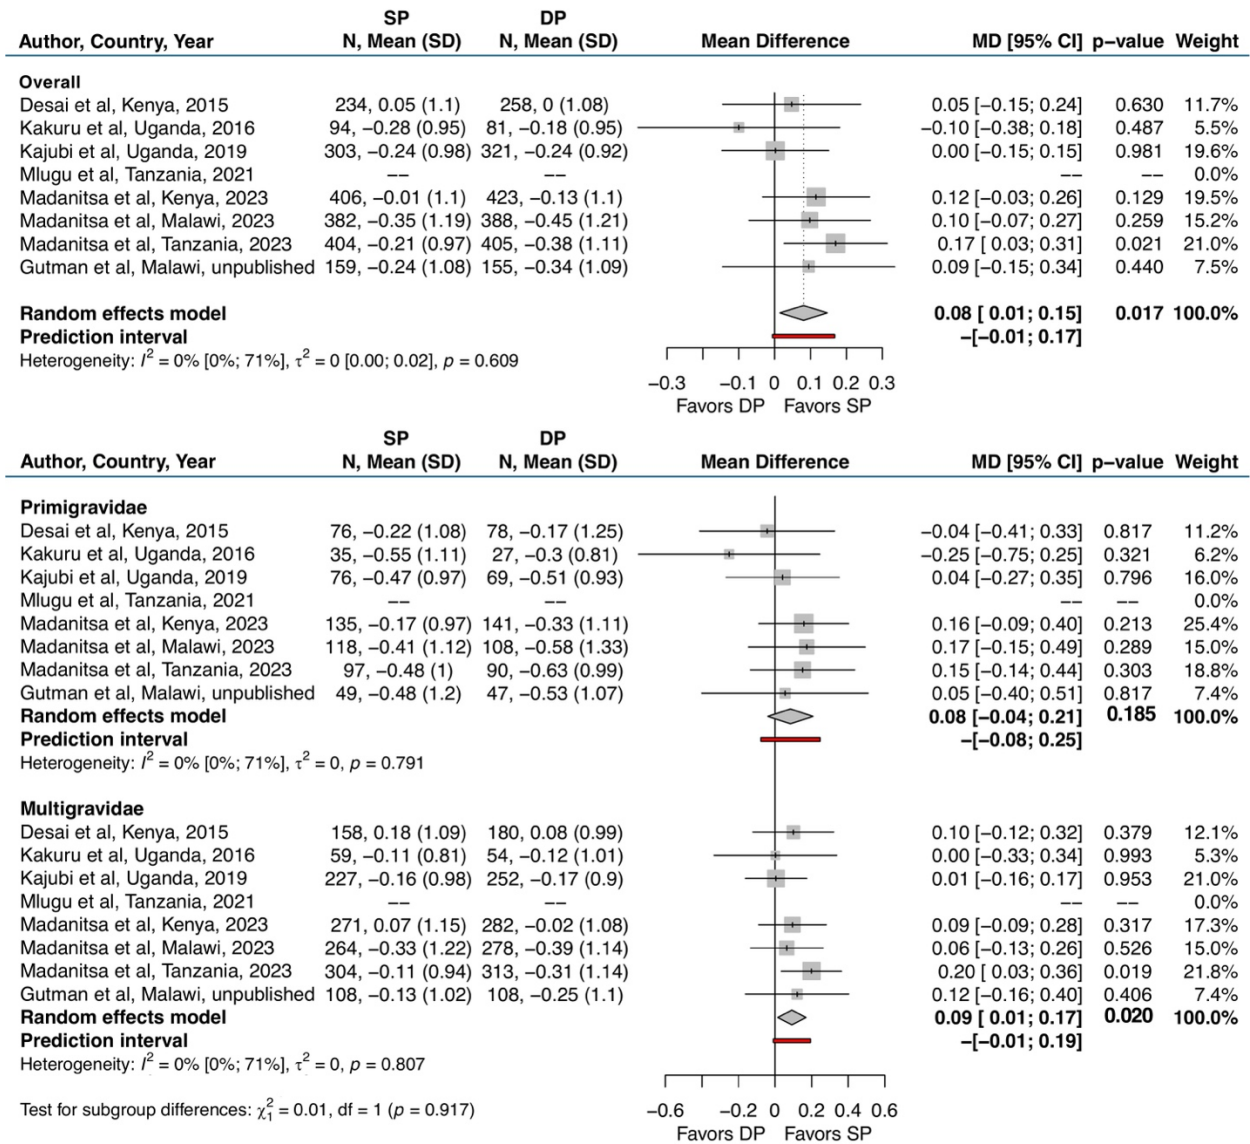 SP DP
Author, Country, Year N, Mean (SD) N, Mean (SD) Mean Difference MD [95% CI] p−value Weight
Overall
Desai et al, Kenya, 2015 234, 0.05 (1.1) 258, 0 (1.08) 0.05 [−0.15; 0.24] 0.630 11.7%
Kakuru et al, Uganda, 2016 94, −0.28 (0.95) 81, −0.18 (0.95) −0.10 [−0.38; 0.18] 0.487 5.5%
Kajubi et al, Uganda, 2019 303, −0.24 (0.98) 321, −0.24 (0.92) 0.00 [−0.15; 0.15] 0.981 19.6%
Mlugu et al, Tanzania, 2021 −− −− −− −− 0.0%
Madanitsa et al, Kenya, 2023 406, −0.01 (1.1) 423, −0.13 (1.1) 0.12 [−0.03; 0.26] 0.129 19.5%
Madanitsa et al, Malawi, 2023 382, −0.35 (1.19) 388, −0.45 (1.21) 0.10 [−0.07; 0.27] 0.259 15.2%
Madanitsa et al, Tanzania, 2023 404, −0.21 (0.97) 405, −0.38 (1.11) 0.17 [ 0.03; 0.31] 0.021 21.0%
Gutman et al, Malawi, unpublished 159, −0.24 (1.08) 155, −0.34 (1.09) 0.09 [−0.15; 0.34] 0.440 7.5%
Random effects model 0.08 [ 0.01; 0.15] 0.017 100.0%
Prediction interval −[−0.01; 0.17]
Heterogeneity: I² = 0% [0%; 71%], τ² = 0 [0.00; 0.02], p = 0.609
−0.3 −0.1 0 0.1 0.2 0.3
Favors DP Favors SP
SP DP
Author, Country, Year N, Mean (SD) N, Mean (SD) Mean Difference MD [95% CI] p−value Weight
Primigravidae
Desai et al, Kenya, 2015 76, −0.22 (1.08) 78, −0.17 (1.25) −0.04 [−0.41; 0.33] 0.817 11.2%
Kakuru et al, Uganda, 2016 35, −0.55 (1.11) 27, −0.3 (0.81) −0.25 [−0.75; 0.25] 0.321 6.2%
Kajubi et al, Uganda, 2019 76, −0.47 (0.97) 69, −0.51 (0.93) 0.04 [−0.27; 0.35] 0.796 16.0%
Mlugu et al, Tanzania, 2021 −− −− −− −− 0.0%
Madanitsa et al, Kenya, 2023 135, −0.17 (0.97) 141, −0.33 (1.11) 0.16 [−0.09; 0.40] 0.213 25.4%
Madanitsa et al, Malawi, 2023 118, −0.41 (1.12) 108, −0.58 (1.33) 0.17 [−0.15; 0.49] 0.289 15.0%
Madanitsa et al, Tanzania, 2023 97, −0.48 (1) 90, −0.63 (0.99) 0.15 [−0.14; 0.44] 0.303 18.8%
Gutman et al, Malawi, unpublished 49, −0.48 (1.2) 47, −0.53 (1.07) 0.05 [−0.40; 0.51] 0.817 7.4%
Random effects model 0.08 [−0.04; 0.21] 0.185 100.0%
Prediction interval −[−0.08; 0.25]
Heterogeneity: I² = 0% [0%; 71%], τ² = 0, p = 0.791
Multigravidae
Desai et al, Kenya, 2015 158, 0.18 (1.09) 180, 0.08 (0.99) 0.10 [−0.12; 0.32] 0.379 12.1%
Kakuru et al, Uganda, 2016 59, −0.11 (0.81) 54, −0.12 (1.01) 0.00 [−0.33; 0.34] 0.993 5.3%
Kajubi et al, Uganda, 2019 227, −0.16 (0.98) 252, −0.17 (0.9) 0.01 [−0.16; 0.17] 0.953 21.0%
Mlugu et al, Tanzania, 2021 −− −− −− −− 0.0%
Madanitsa et al, Kenya, 2023 271, 0.07 (1.15) 282, −0.02 (1.08) 0.09 [−0.09; 0.28] 0.317 17.3%
Madanitsa et al, Malawi, 2023 264, −0.33 (1.22) 278, −0.39 (1.14) 0.06 [−0.13; 0.26] 0.526 15.0%
Madanitsa et al, Tanzania, 2023 304, −0.11 (0.94) 313, −0.31 (1.14) 0.20 [ 0.03; 0.36] 0.019 21.8%
Gutman et al, Malawi, unpublished 108, −0.13 (1.02) 108, −0.25 (1.1) 0.12 [−0.16; 0.40] 0.406 7.4%
Random effects model 0.09 [ 0.01; 0.17] 0.020 100.0%
Prediction interval −[−0.01; 0.19]
Heterogeneity: I² = 0% [0%; 71%], τ² = 0, p = 0.807
Test for subgroup differences: χ²₁ = 0.01, df = 1 (p = 0.917)
−0.6 −0.2 0 0.2 0.4 0.6
Favors DP Favors SP